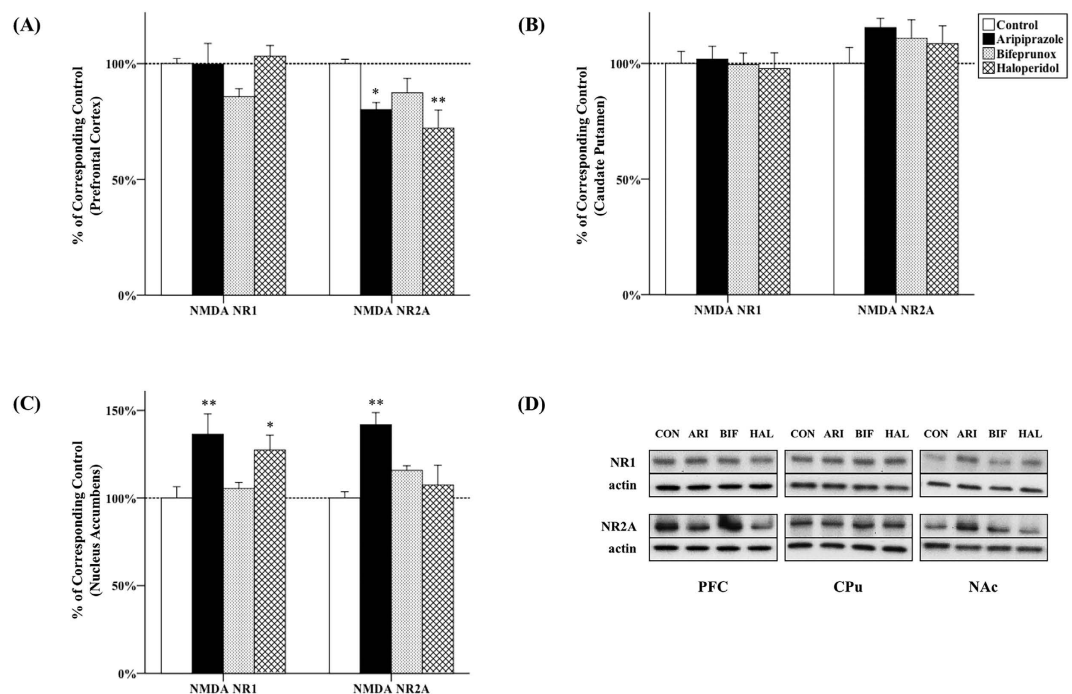 (A)
% of Corresponding Control
(Prefrontal Cortex)
100%
50%
0%
*
**
NMDA NR1
NMDA NR2A
(B)
% of Corresponding Control
(Caudate Putamen)
100%
50%
0%
NMDA NR1
NMDA NR2A
Control
Aripiprazole
Bifeprunox
Haloperidol
(C)
% of Corresponding Control
(Nucleus Accumbens)
150%
100%
50%
0%
**
*
**
NMDA NR1
NMDA NR2A
(D)
CON ARI BIF HAL CON ARI BIF HAL CON ARI BIF HAL
NR1
actin
NR2A
actin
PFC CPu NAc